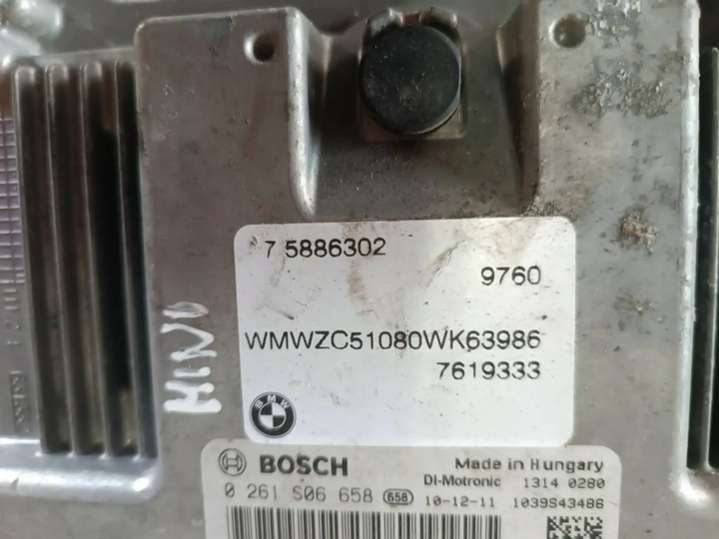 7 5886302
9760
WMWZC51080WK63986
7619333
BMW
MINI
BOSCH
Made in Hungary
DI-Motronic 1314 0280
0 261 S06 658 658 10-12-11 1039S43486